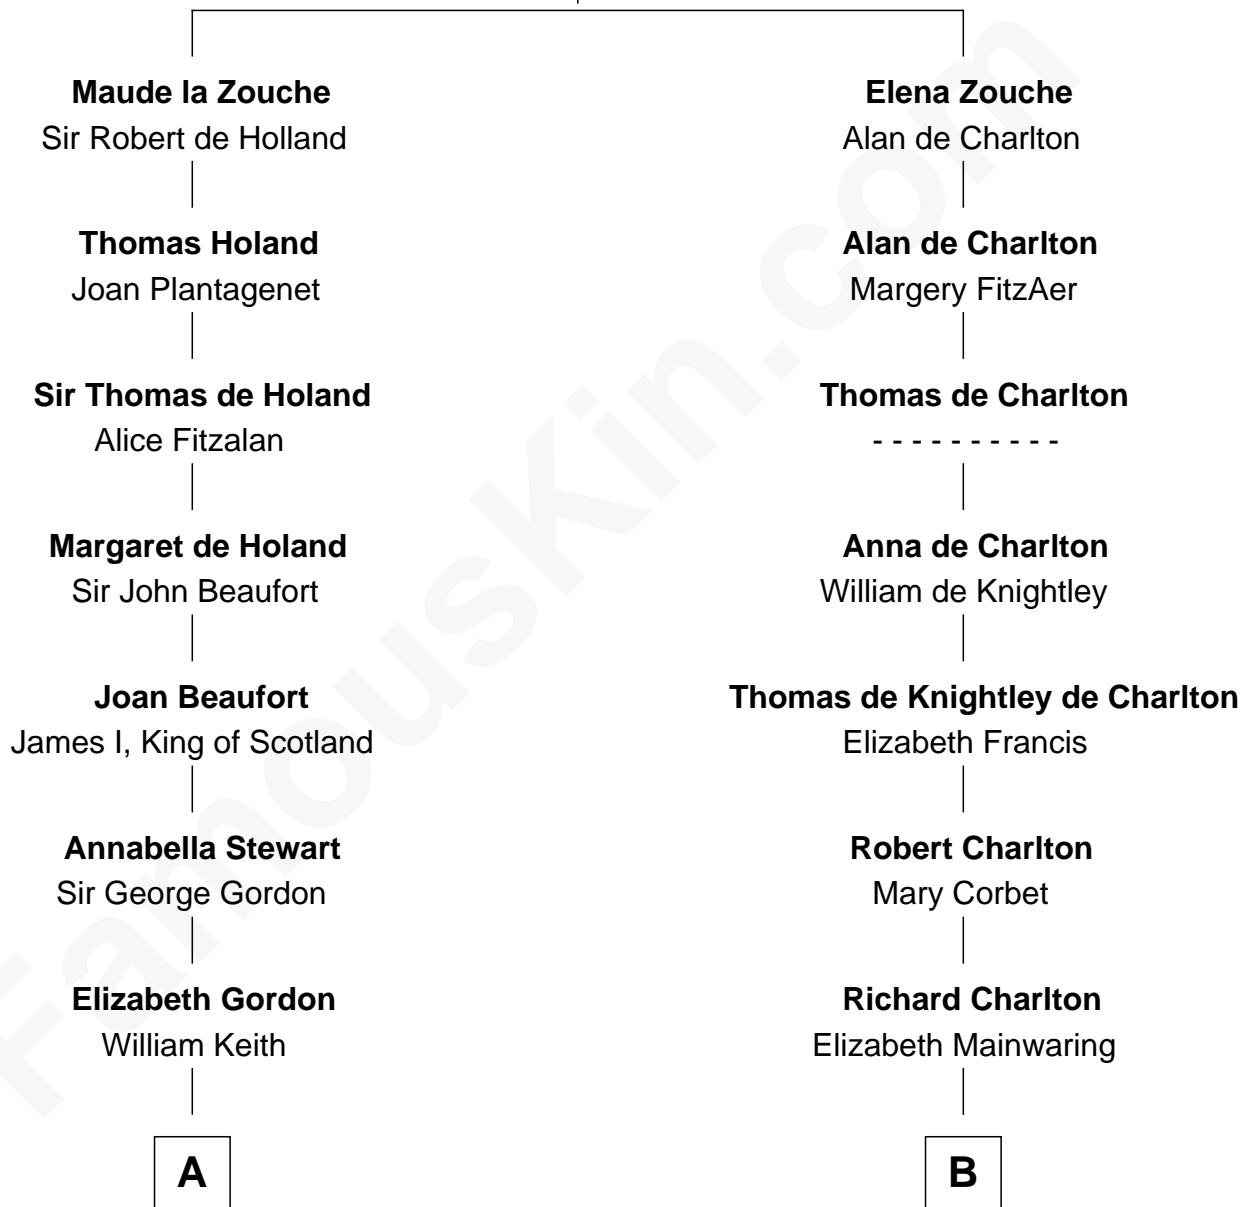 Maude la Zouche
Sir Robert de Holland
Thomas Holand
Joan Plantagenet
Sir Thomas de Holand
Alice Fitzalan
Margaret de Holand
Sir John Beaufort
Joan Beaufort
James I, King of Scotland
Annabella Stewart
Sir George Gordon
Elizabeth Gordon
William Keith
A
Elena Zouche
Alan de Charlton
Alan de Charlton
Margery FitzAer
Thomas de Charlton
- - - - - - - - - -
Anna de Charlton
William de Knightley
Thomas de Knightley de Charlton
Elizabeth Francis
Robert Charlton
Mary Corbet
Richard Charlton
Elizabeth Mainwaring
B
FamousKin.com